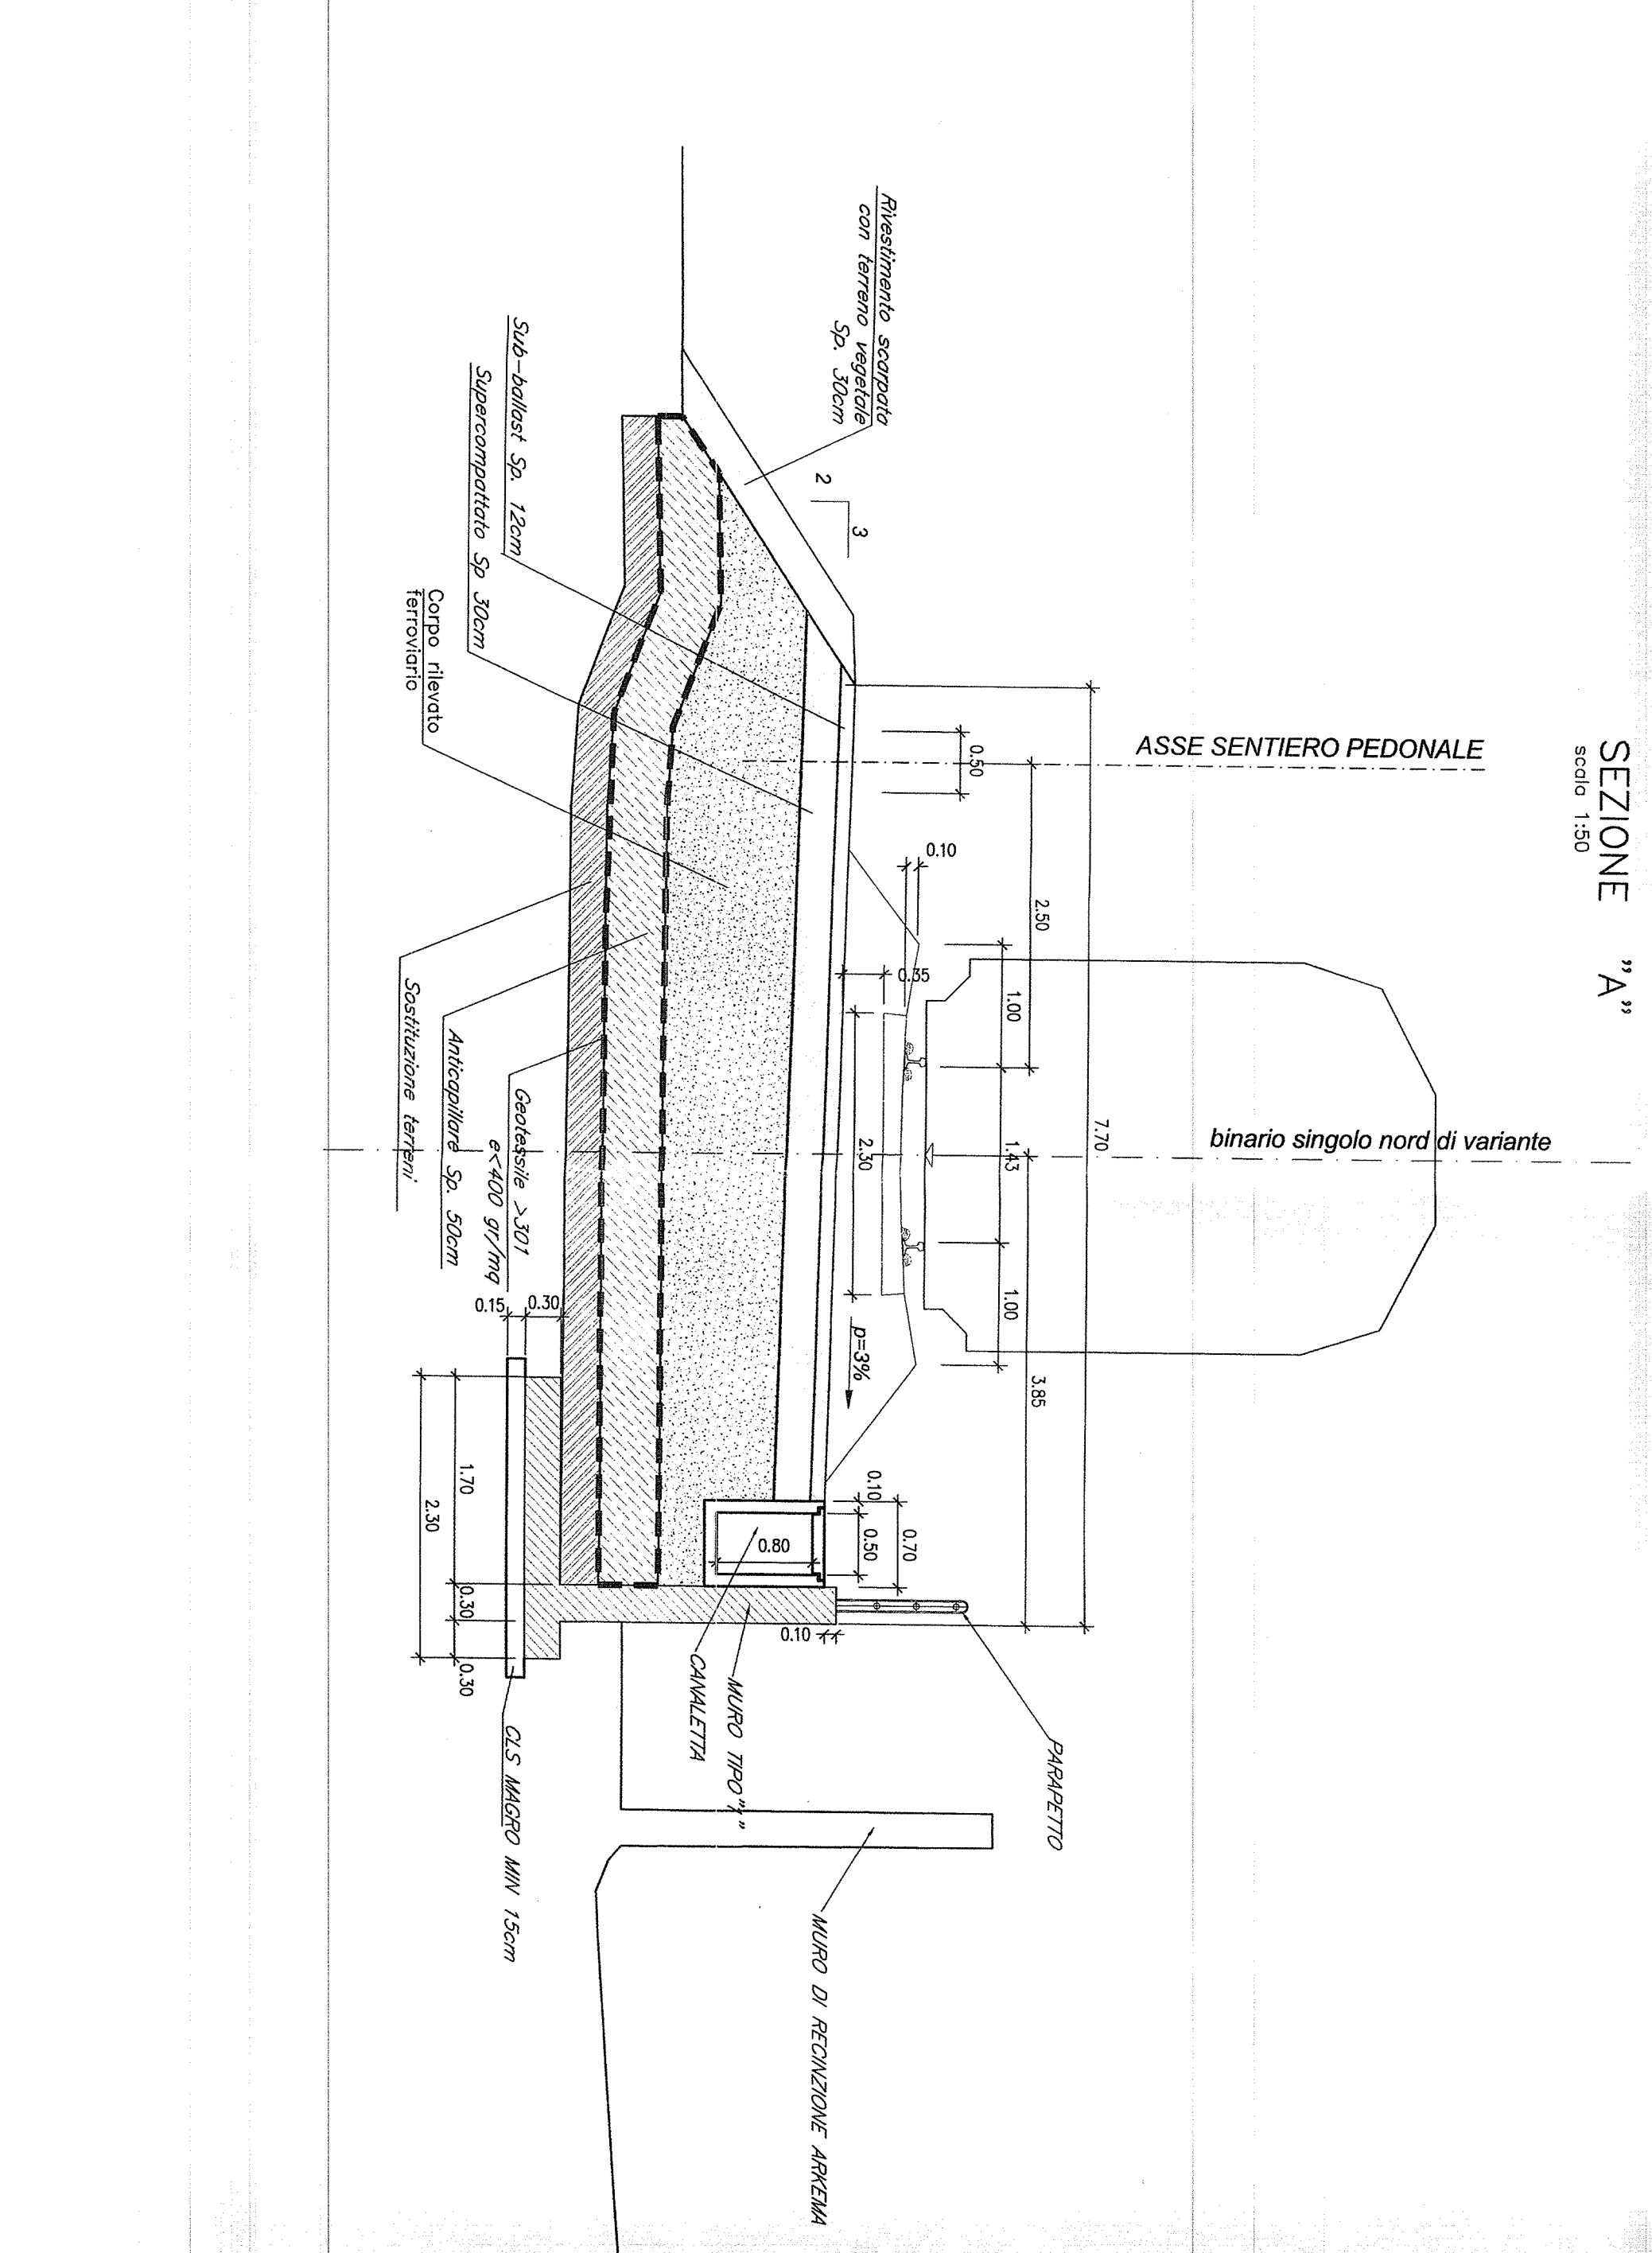 SEZIONE "A"
scala 1:50
ASSE SENTIERO PEDONALE
binario singolo nord di variante
Rivestimento scarpata
con terreno vegetale
Sp. 30cm
2
3
Sub-ballast Sp. 12cm
Supercompattato Sp 30cm
Corpo rilevato
ferroviario
Sostituzione terreni
Anticapillare Sp. 50cm
Geotessile >301
e<400 gr/mq
7.70
0.50
2.50
0.10
0.35
1.00
1.43
1.00
2.30
3.85
p=3%
0.10
0.50
0.70
0.80
0.10
0.15
0.30
1.70
0.30
0.30
2.30
PARAPETTO
CANALETTA
MURO TIPO"1"
CLS MAGRO MIN 15cm
MURO DI RECINZIONE ARKEMA